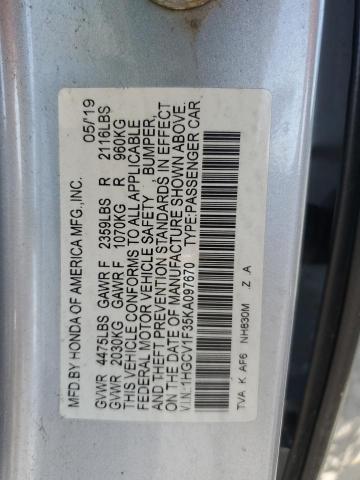 MFD.BY HONDA OF AMERICA MFG.,INC. 05/'19
GVWR 4475LBS GAWR F 2359LBS R 2116LBS
GVWR 2030KG GAWR F 1070KG R 960KG
THIS VEHICLE CONFORMS TO ALL APPLICABLE
FEDERAL MOTOR VEHICLE SAFETY, BUMPER,
AND THEFT PREVENTION STANDARDS IN EFFECT
ON THE DATE OF MANUFACTURE SHOWN ABOVE.
V.I.N.:1HGCV1F35KA097670 TYPE:PASSENGER CAR
TVA K AF6 NH830M .Z .A